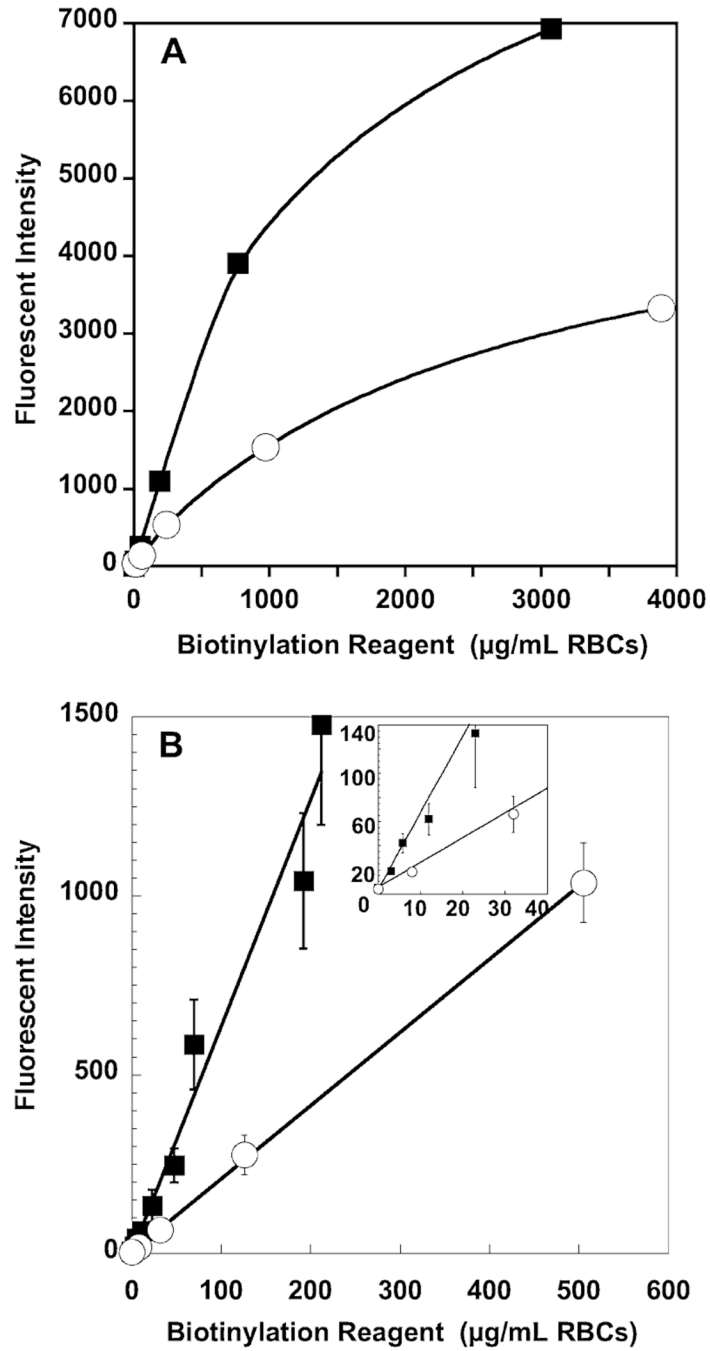 A
7000
6000
5000
4000
3000
2000
1000
0
Fluorescent Intensity
0 1000 2000 3000 4000
Biotinylation Reagent (µg/mL RBCs)
B
1500
1000
500
0
Fluorescent Intensity
140
100
60
20
0 10 20 30 40
0 100 200 300 400 500 600
Biotinylation Reagent (µg/mL RBCs)